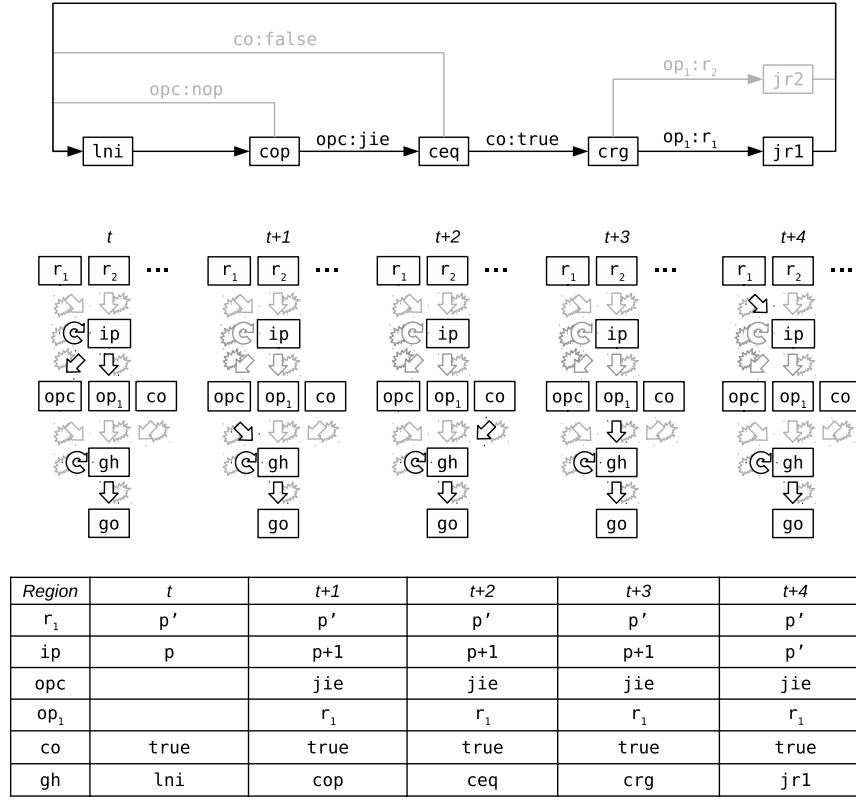 co:false
op₁:r₂
jr2
opc:nop
opc:jie co:true op₁:r₁
lni cop ceq crg jr1
t t+1 t+2 t+3 t+4
r₁ r₂ ... r₁ r₂ ... r₁ r₂ ... r₁ r₂ ... r₁ r₂ ...
ip ip ip ip ip
opc op₁ co opc op₁ co opc op₁ co opc op₁ co opc op₁ co
gh gh gh gh gh
go go go go go
Region t t+1 t+2 t+3 t+4
r₁ p’ p’ p’ p’ p’
ip p p+1 p+1 p+1 p’
opc jie jie jie jie
op₁ r₁ r₁ r₁ r₁
co true true true true true
gh lni cop ceq crg jr1